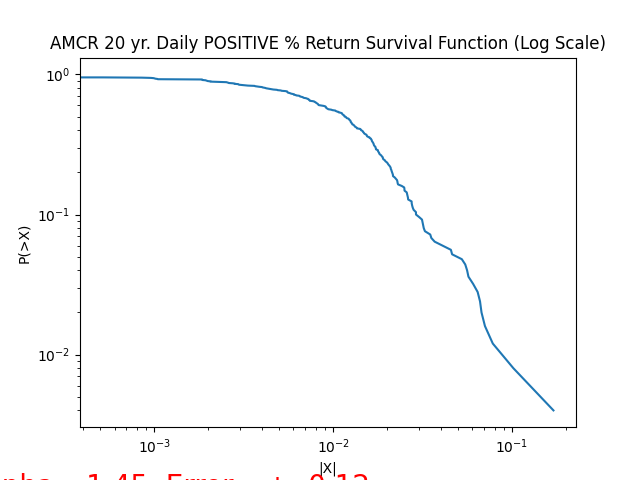 AMCR 20 yr. Daily POSITIVE % Return Survival Function (Log Scale)
10⁰
10⁻¹
10⁻²
P(>X)
10⁻³ 10⁻² 10⁻¹
|X|